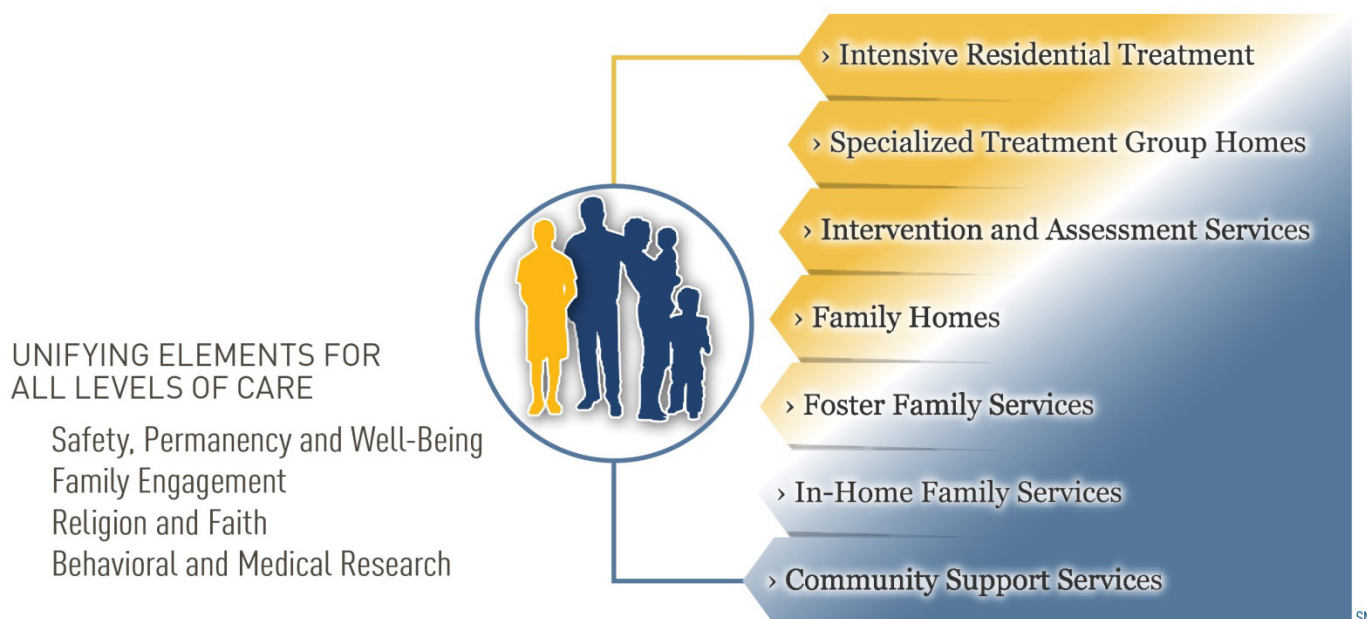 › Intensive Residential Treatment
› Specialized Treatment Group Homes
› Intervention and Assessment Services
› Family Homes
› Foster Family Services
› In-Home Family Services
› Community Support Services
UNIFYING ELEMENTS FOR
ALL LEVELS OF CARE
Safety, Permanency and Well-Being
Family Engagement
Religion and Faith
Behavioral and Medical Research